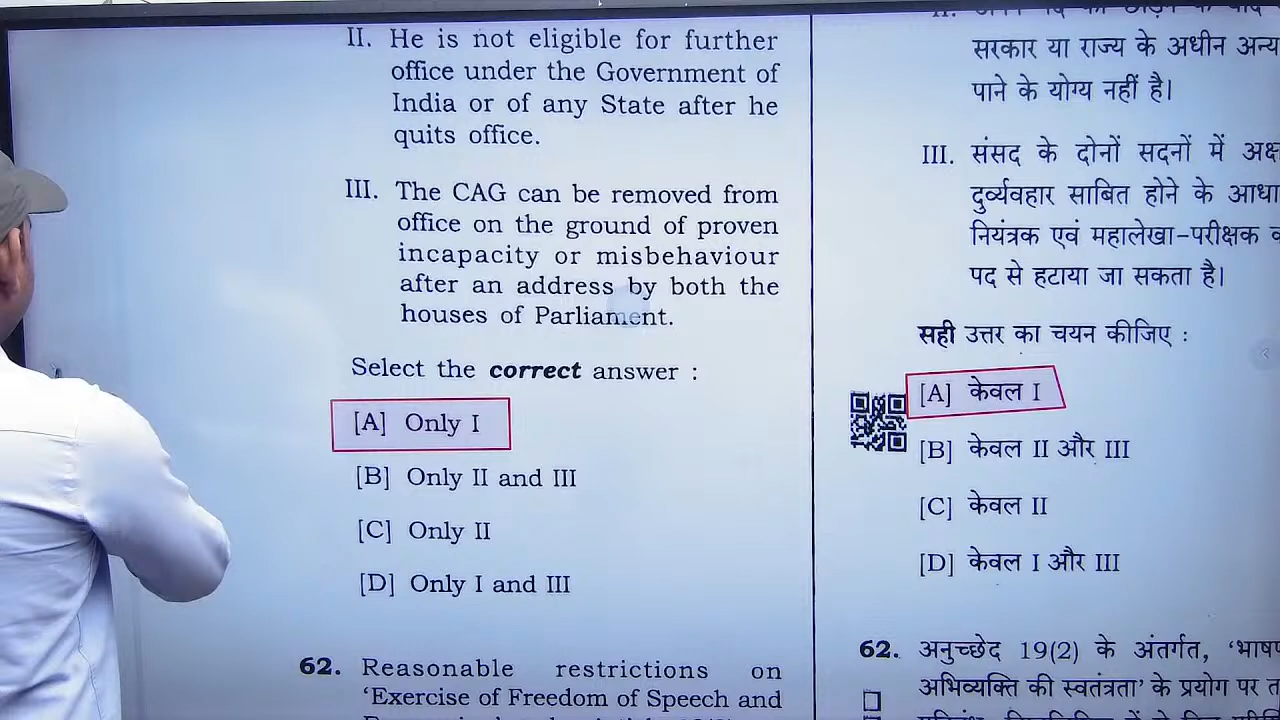 II. He is not eligible for further
office under the Government of
India or of any State after he
quits office.
III. The CAG can be removed from
office on the ground of proven
incapacity or misbehaviour
after an address by both the
houses of Parliament.
Select the correct answer :
[A] Only I
[B] Only II and III
[C] Only II
[D] Only I and III
62. Reasonable restrictions on
‘Exercise of Freedom of Speech and
सरकार या राज्य के अधीन अन्य
पाने के योग्य नहीं है।
III. संसद के दोनों सदनों में
दुर्व्यवहार साबित होने के
नियंत्रक एवं महालेखा-परीक्षक
पद से हटाया जा सकता है।
सही उत्तर का चयन कीजिए :
[A] केवल I
[B] केवल II और III
[C] केवल II
[D] केवल I और III
62. अनुच्छेद 19(2) के अंतर्गत,
अभिव्यक्ति की स्वतंत्रता’ के प्रयोग पर